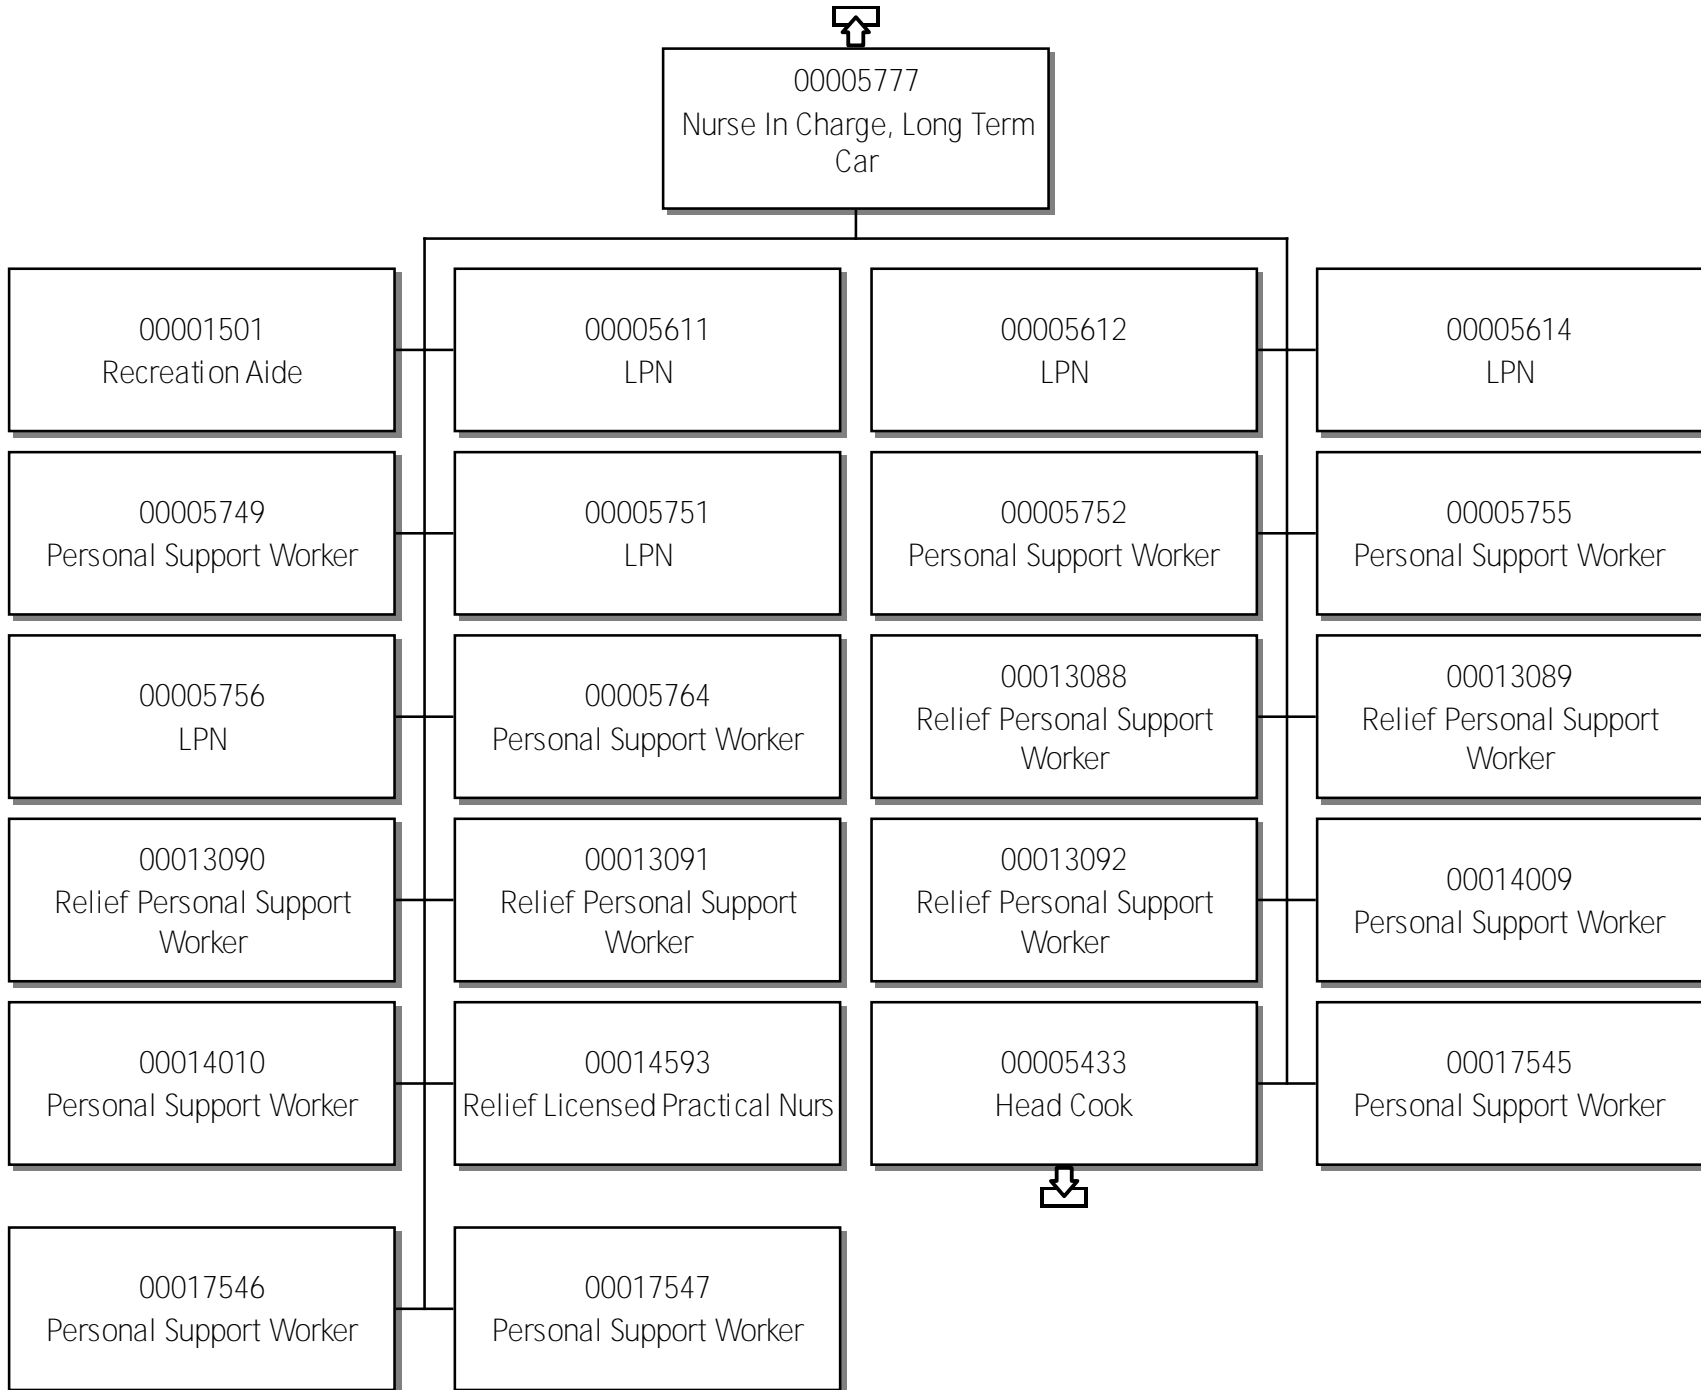 00005777
Nurse In Charge, Long Term
Car
00001501
Recreation Aide
00005611
LPN
00005612
LPN
00005614
LPN
00005749
Personal Support Worker
00005751
LPN
00005752
Personal Support Worker
00005755
Personal Support Worker
00005756
LPN
00005764
Personal Support Worker
00013088
Relief Personal Support
Worker
00013089
Relief Personal Support
Worker
00013090
Relief Personal Support
Worker
00013091
Relief Personal Support
Worker
00013092
Relief Personal Support
Worker
00014009
Personal Support Worker
00014010
Personal Support Worker
00014593
Relief Licensed Practical Nurs
00005433
Head Cook
00017545
Personal Support Worker
00017546
Personal Support Worker
00017547
Personal Support Worker